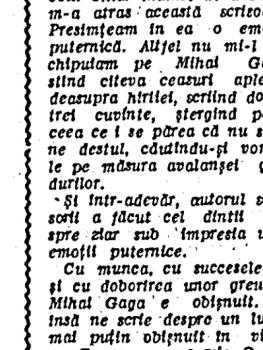 m-a atras această scriso
Presimțeam în ea o em
puternică. Altfel nu mi-l
chipuiam pe Mihai Ga
stînd cîteva ceasuri aple
deasupra hîrtiei, scriind do
trei cuvinte, ștergînd p
ceea ce i se părea că nu s
ne destul, căutîndu-și vor
le pe măsura avalanșei g
durilor.
Și într-adevăr, autorul s
sorii a făcut cel dintîi
spre ziar sub impresia u
emoții puternice.
Cu munca, cu succesele
și cu doborirea unor greu
Mihai Gaga e obișnuit.
însă ne scrie despre un lu
mai puțin obișnuit în vi